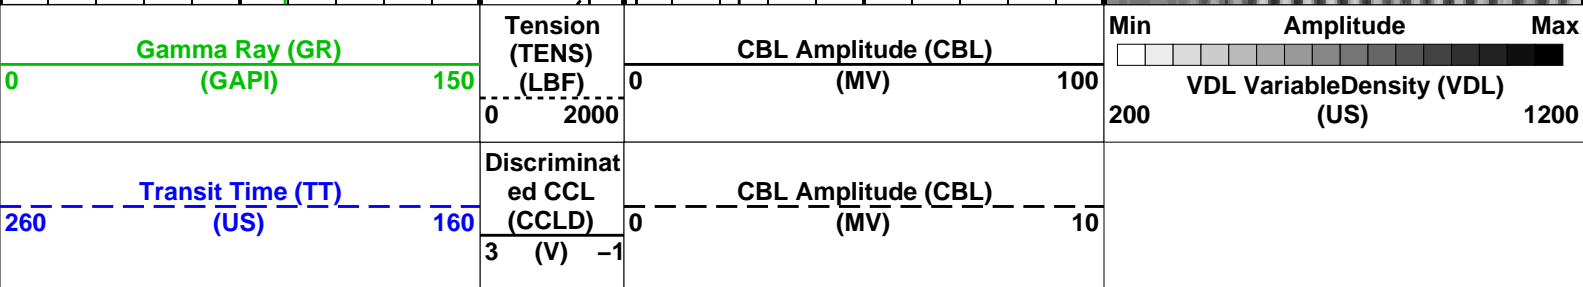 Gamma Ray (GR)
0 (GAPI) 150
Tension
(TENS)
(LBF)
0 2000
CBL Amplitude (CBL)
0 (MV) 100
Min Amplitude Max
VDL VariableDensity (VDL)
200 (US) 1200
Transit Time (TT)
260 (US) 160
Discriminat
ed CCL
(CCLD)
3 (V) −1
CBL Amplitude (CBL)
0 (MV) 10